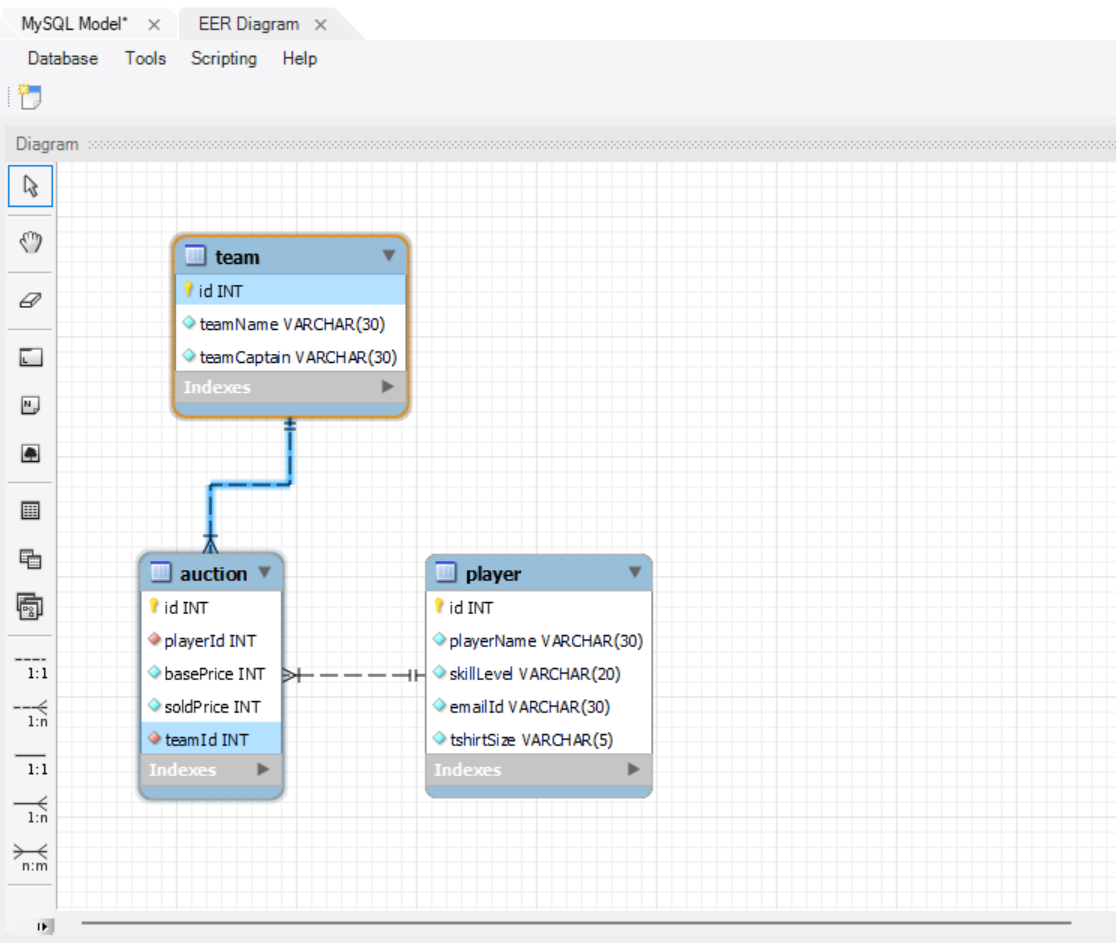 MySQL Model* × EER Diagram ×
Database Tools Scripting Help
Diagram
team
id INT
teamName VARCHAR(30)
teamCaptain VARCHAR(30)
Indexes
auction
id INT
playerId INT
basePrice INT
soldPrice INT
teamId INT
Indexes
player
id INT
playerName VARCHAR(30)
skillLevel VARCHAR(20)
emailId VARCHAR(30)
tshirtSize VARCHAR(5)
Indexes
1:1
1:n
1:1
1:n
n:m